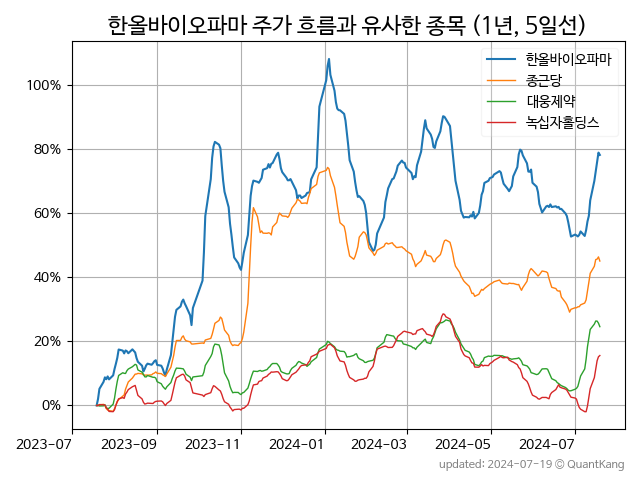 한올바이오파마 주가 흐름과 유사한 종목 (1년, 5일선)
한올바이오파마
종근당
대웅제약
녹십자홀딩스
100%
80%
60%
40%
20%
0%
2023-07 2023-09 2023-11 2024-01 2024-03 2024-05 2024-07
updated: 2024-07-19 © QuantKang